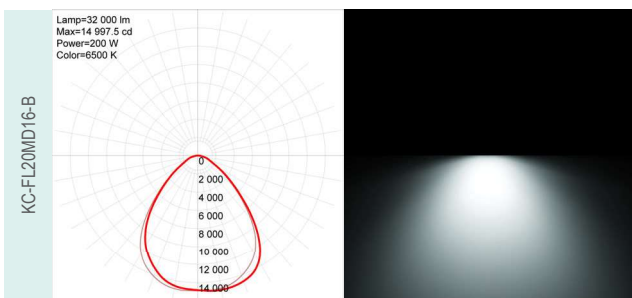 KC-FL20MD16-B
Lamp=32 000 lm
Max=14 997.5 cd
Power=200 W
Color=6500 K
0
2 000
4 000
6 000
8 000
10 000
12 000
14 000